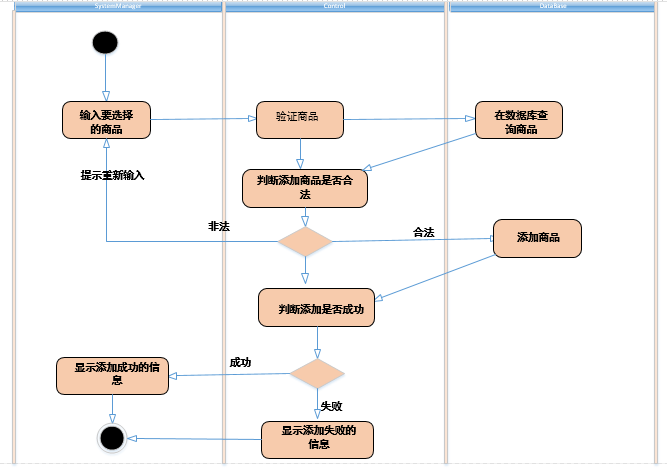 SystemManager
Control
DataBase
输入要选择
的商品
验证商品
在数据库查
询商品
提示重新输入
判断添加商品是否合
法
非法
合法
添加商品
判断添加是否成功
成功
显示添加成功的信
息
失败
显示添加失败的
信息